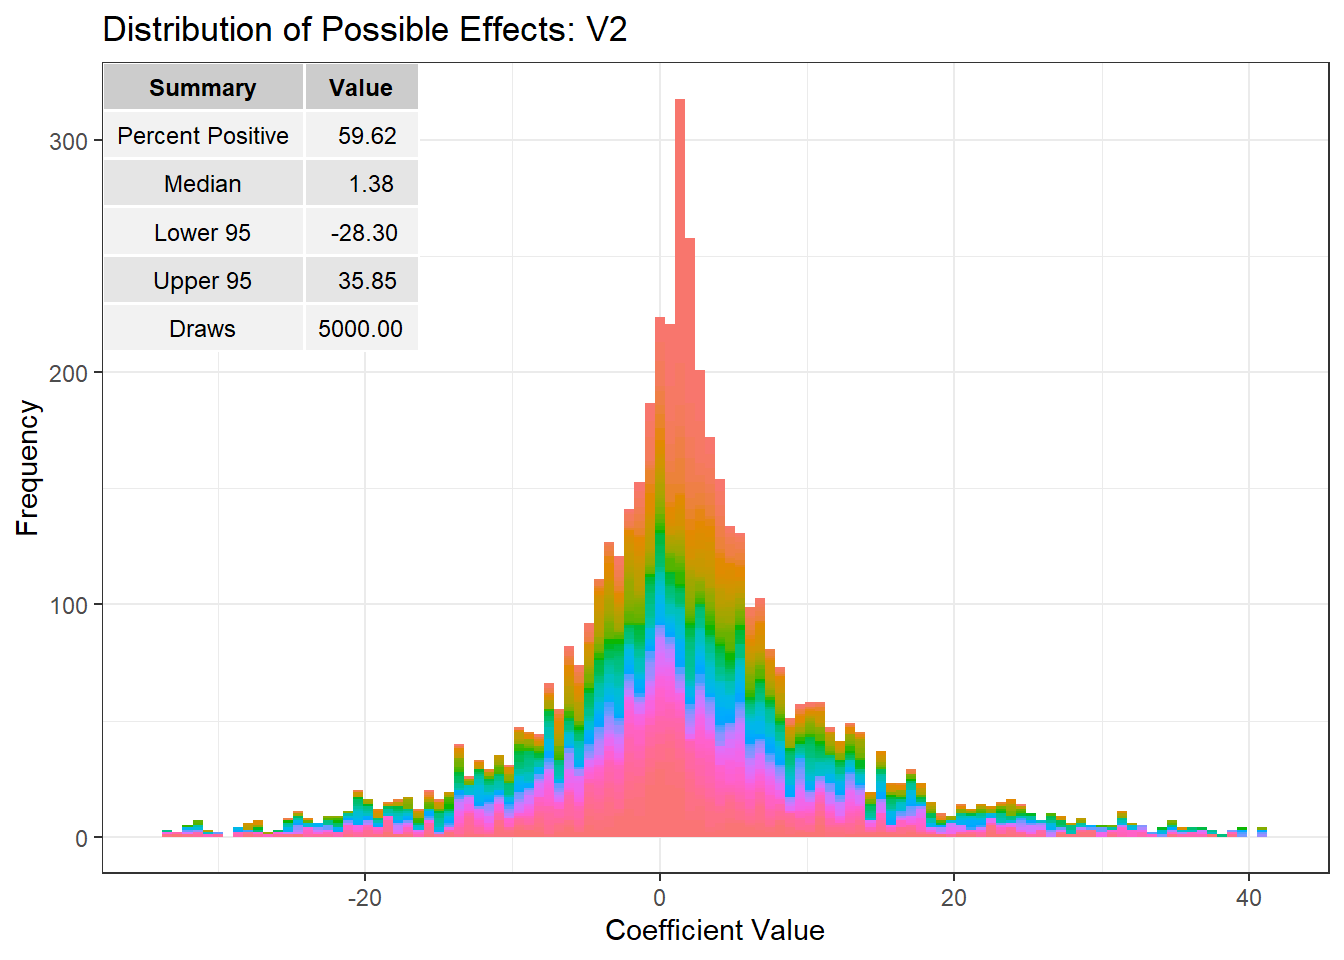 Distribution of Possible Effects: V2
Summary Value
Percent Positive 59.62
Median 1.38
Lower 95 -28.30
Upper 95 35.85
Draws 5000.00
300
200
100
0
Frequency
-20 0 20 40
Coefficient Value